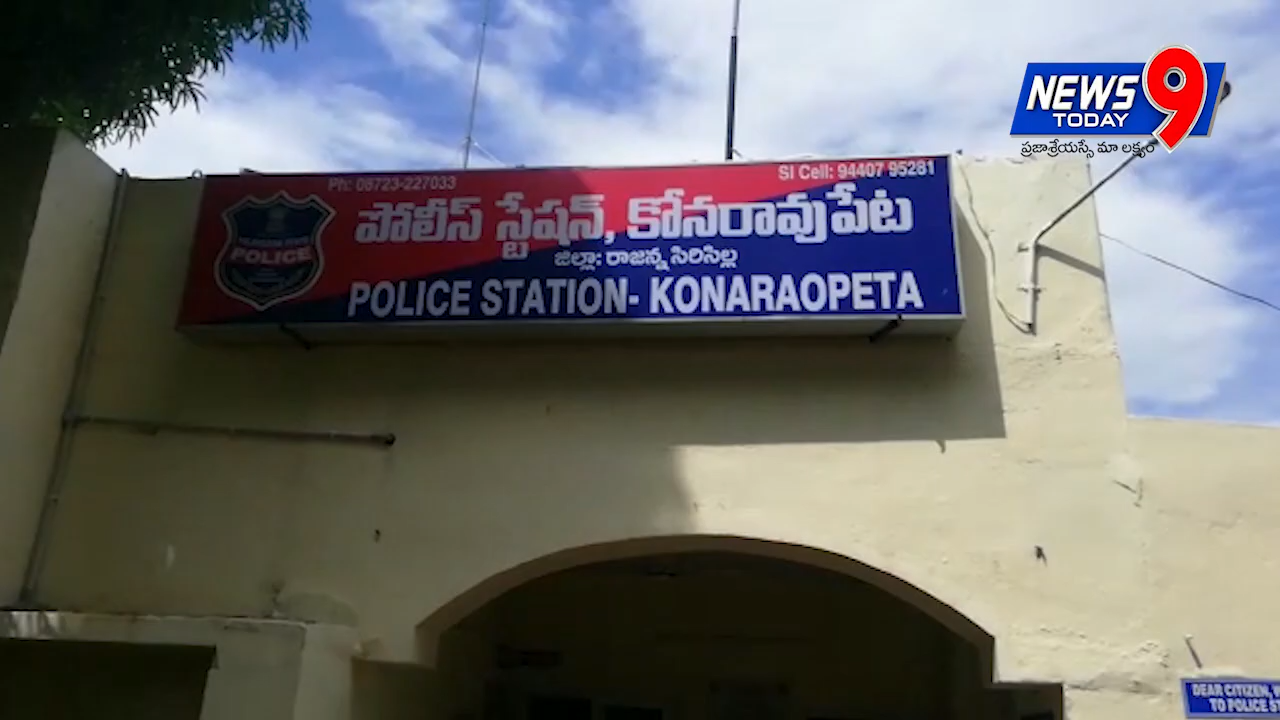 NEWS 9
TODAY
ప్రజాశ్రేయస్సే మా లక్ష్యం
Ph: 08723-227033
SI Cell: 94407 95281
పోలీస్ స్టేషన్, కోనరావుపేట
జిల్లా: రాజన్న సిరిసిల్ల
POLICE STATION- KONARAOPETA
POLICE
DEAR CITIZEN,
TO POLICE